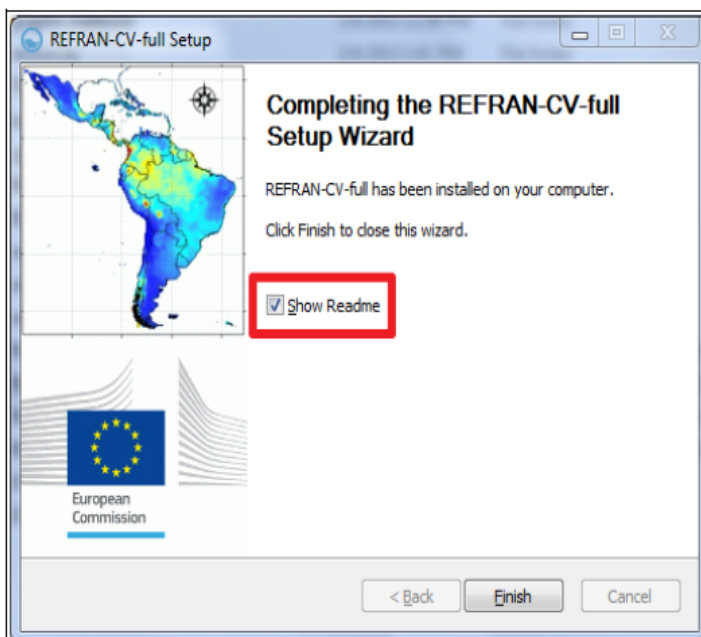 REFRAN-CV-full Setup
Completing the REFRAN-CV-full
Setup Wizard
REFRAN-CV-full has been installed on your computer.
Click Finish to close this wizard.
Show Readme
European
Commission
< Back
Finish
Cancel